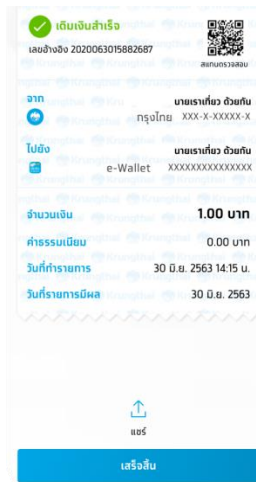 เติมเงินสำเร็จ
เลขอ้างอิง 2020063015882687
สแกนตรวจสอบ
จาก
นายเราเที่ยว ด้วยกัน
กรุงไทย XXX-X-XXXXX-X
ไปยัง
นายเราเที่ยว ด้วยกัน
e-Wallet XXXXXXXXXXXXXXX
จำนวนเงิน 1.00 บาท
ค่าธรรมเนียม 0.00 บาท
วันที่ทำรายการ 30 มิ.ย. 2563 14:15 น.
วันที่รายการมีผล 30 มิ.ย. 2563
แชร์
เสร็จสิ้น